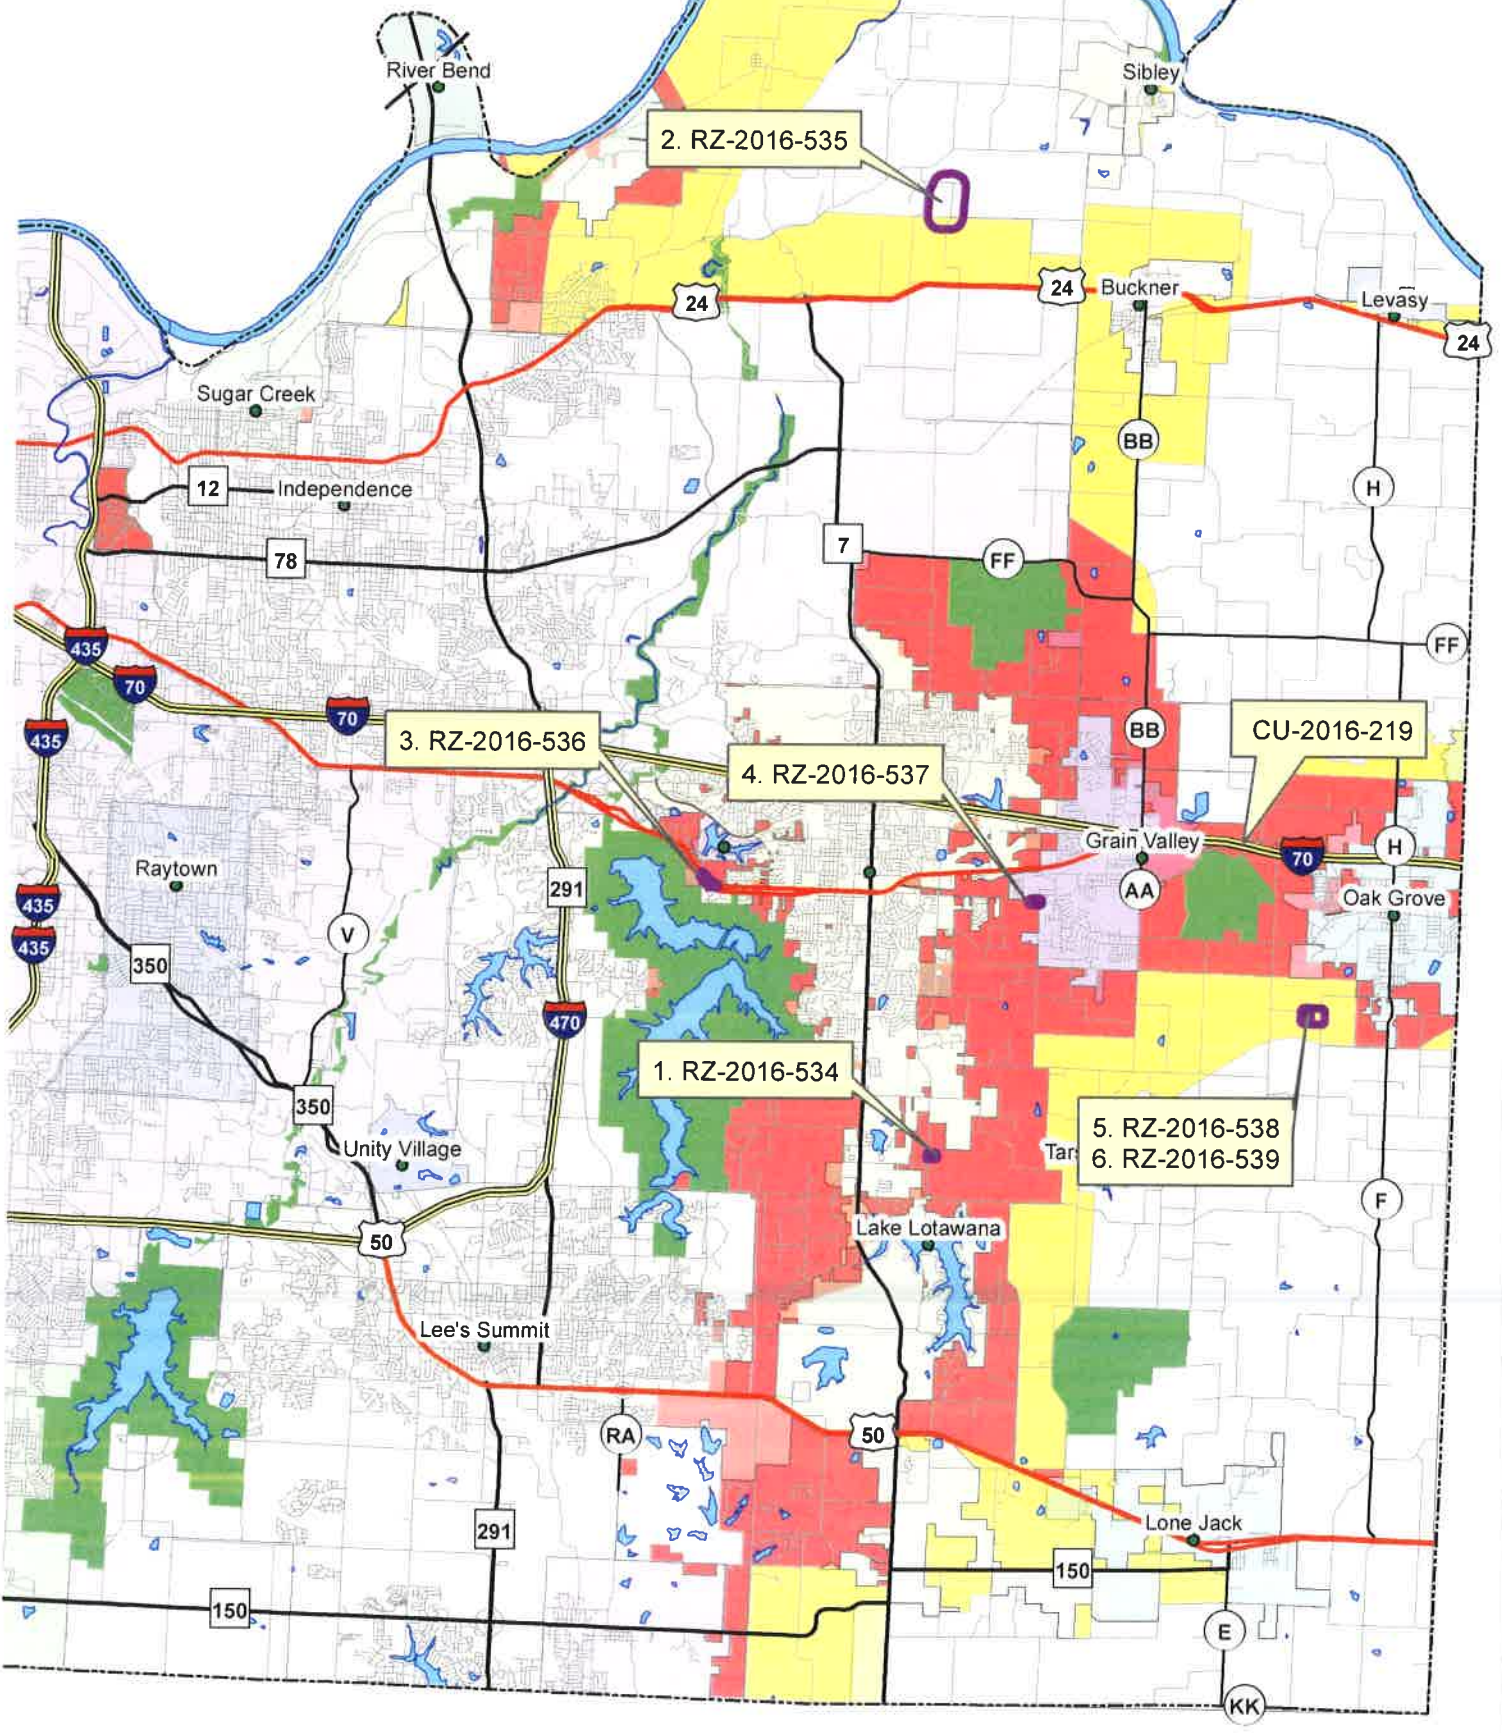 River Bend
Sibley
2. RZ-2016-535
24
24
Buckner
Levasy
24
Sugar Creek
12
Independence
BB
H
78
7
FF
435
FF
70
70
435
BB
CU-2016-219
3. RZ-2016-536
4. RZ-2016-537
Grain Valley
70
H
Raytown
291
AA
Oak Grove
435
V
435
350
470
1. RZ-2016-534
350
5. RZ-2016-538
6. RZ-2016-539
Unity Village
Tars
F
50
Lake Lotawana
Lee's Summit
RA
50
291
Lone Jack
150
150
E
KK